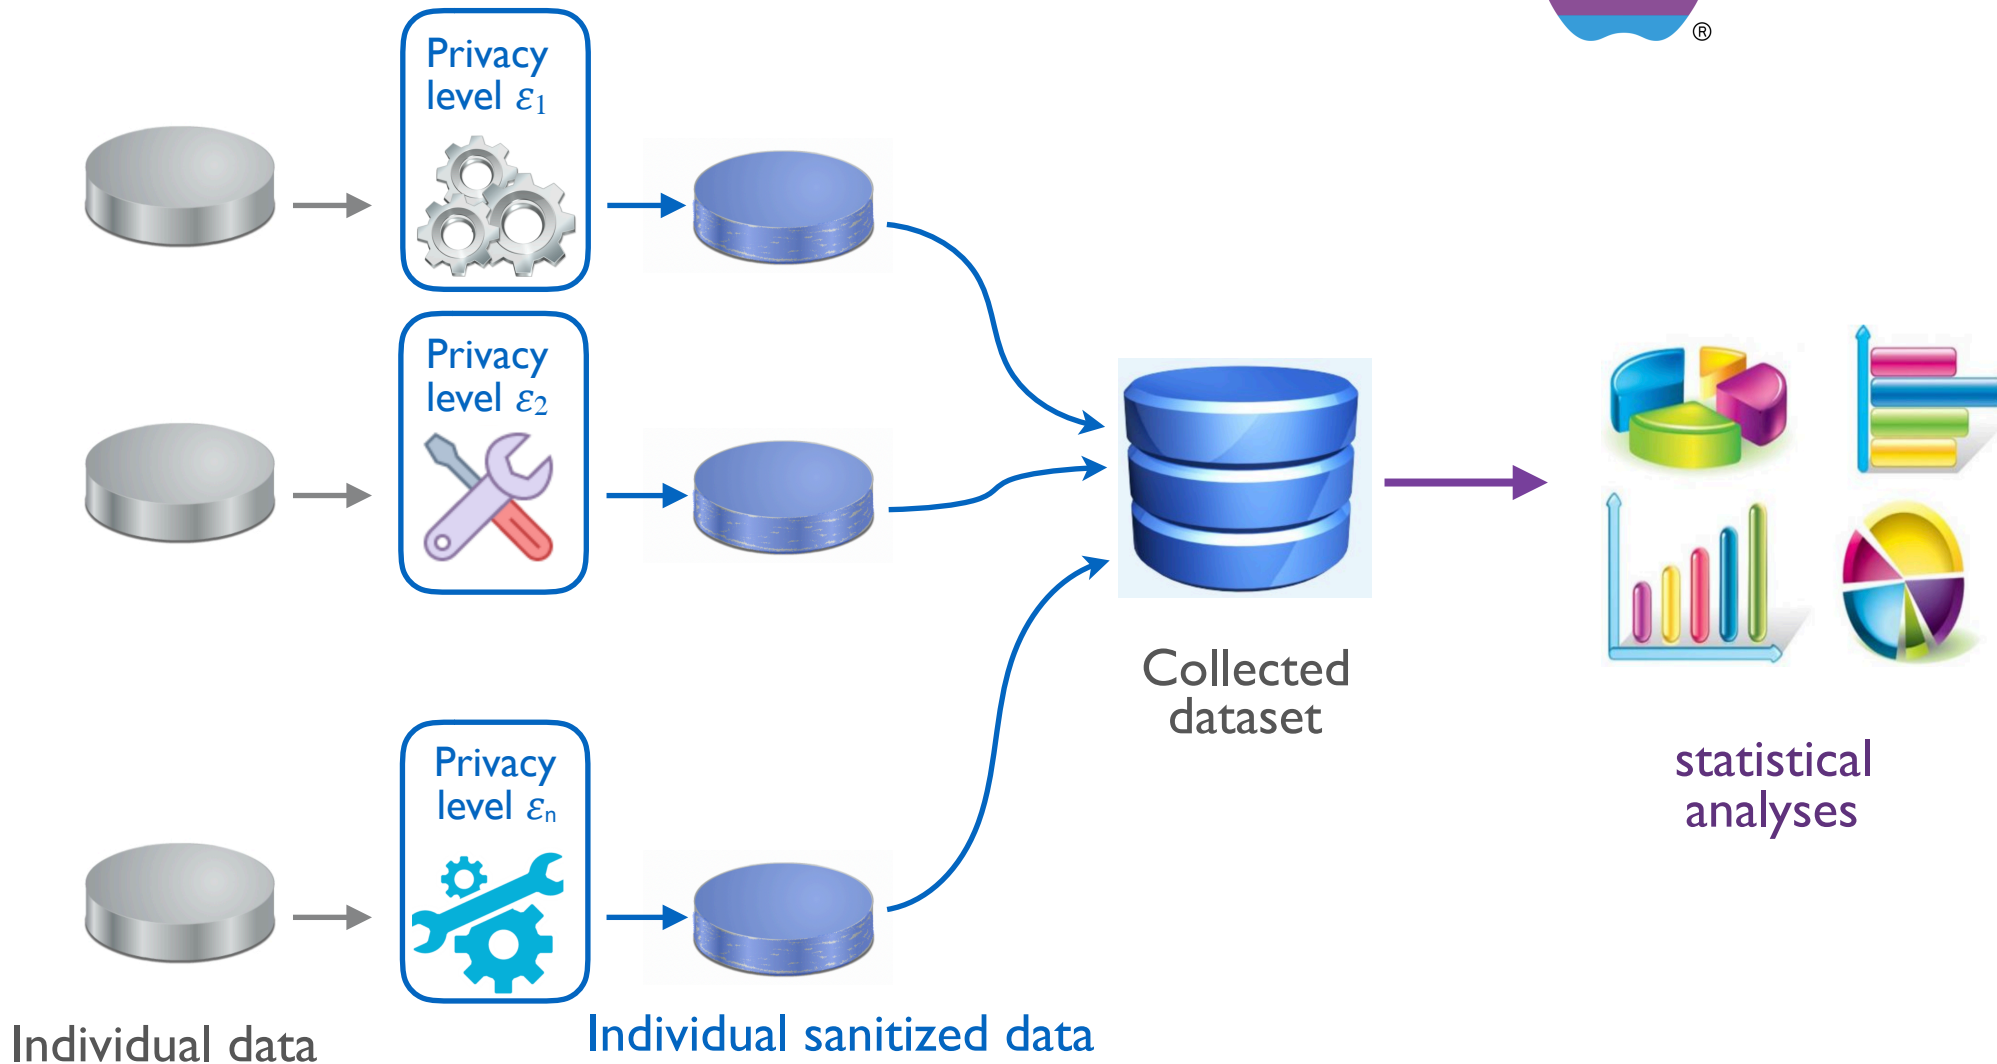 ®
Privacy
level ε1
Privacy
level ε2
Privacy
level εn
Collected
dataset
statistical
analyses
Individual data
Individual sanitized data